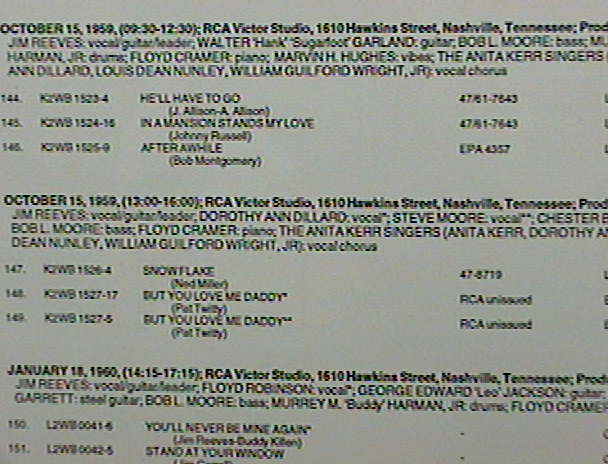 OCTOBER 15, 1959, (09:30-12:30); RCA Victor Studio, 1610 Hawkins Street, Nashville, Tennessee; Prod
JIM REEVES: vocal/guitar/leader; WALTER 'Hank' 'Sugarfoot' GARLAND: guitar; BOB L. MOORE: bass; MU
HARMAN, JR: drums; FLOYD CRAMER: piano; MARVIN H. HUGHES: vibes; THE ANITA KERR SINGERS (
ANN DILLARD, LOUIS DEAN NUNLEY, WILLIAM GUILFORD WRIGHT, JR): vocal chorus
144. K2WB 1523-4 HE'LL HAVE TO GO 47/61-7643 L
(J. Allison-A. Allison)
145. K2WB 1524-16 IN A MANSION STANDS MY LOVE 47/61-7643 L
(Johnny Russell)
146. K2WB 1525-9 AFTER AWHILE EPA 4357 L
(Bob Montgomery)
OCTOBER 15, 1959, (13:00-16:00); RCA Victor Studio, 1610 Hawkins Street, Nashville, Tennessee; Prod
JIM REEVES: vocal/guitar/leader; DOROTHY ANN DILLARD: vocal*; STEVE MOORE: vocal**; CHESTER B
BOB L. MOORE: bass; FLOYD CRAMER: piano; THE ANITA KERR SINGERS (ANITA KERR, DOROTHY AN
DEAN NUNLEY, WILLIAM GUILFORD WRIGHT, JR): vocal chorus
147. K2WB 1526-4 SNOW FLAKE 47-8719 L
(Ned Miller)
148. K2WB 1527-17 BUT YOU LOVE ME DADDY* RCA unissued
(Pat Twitty)
149. K2WB 1527-5 BUT YOU LOVE ME DADDY** RCA unissued
(Pat Twitty)
JANUARY 18, 1960, (14:15-17:15); RCA Victor Studio, 1610 Hawkins Street, Nashville, Tennessee; Prod
JIM REEVES: vocal/guitar/leader; FLOYD ROBINSON: vocal*; GEORGE EDWARD 'Leo' JACKSON: guitar;
GARRETT: steel guitar; BOB L. MOORE: bass; MURREY M. 'Buddy' HARMAN, JR: drums; FLOYD CRAMER
150. L2WB 0041-6 YOU'LL NEVER BE MINE AGAIN* -
(Jim Reeves-Buddy Killen)
151. L2WB 0042-5 STAND AT YOUR WINDOW -